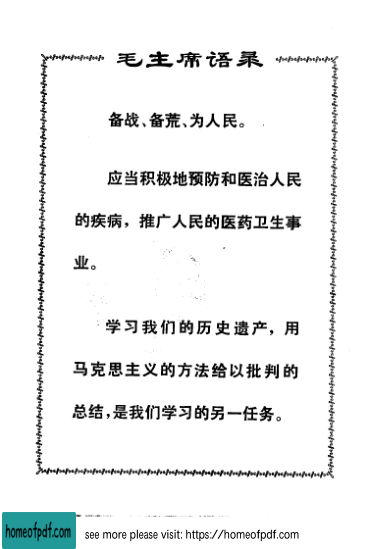 毛主席语录
备战、备荒、为人民。
应当积极地预防和医治人民
的疾病，推广人民的医药卫生事
业。
学习我们的历史遗产，用
马克思主义的方法给以批判的
总结，是我们学习的另一任务。
homeofpdf.com
see more please visit: https://homeofpdf.com